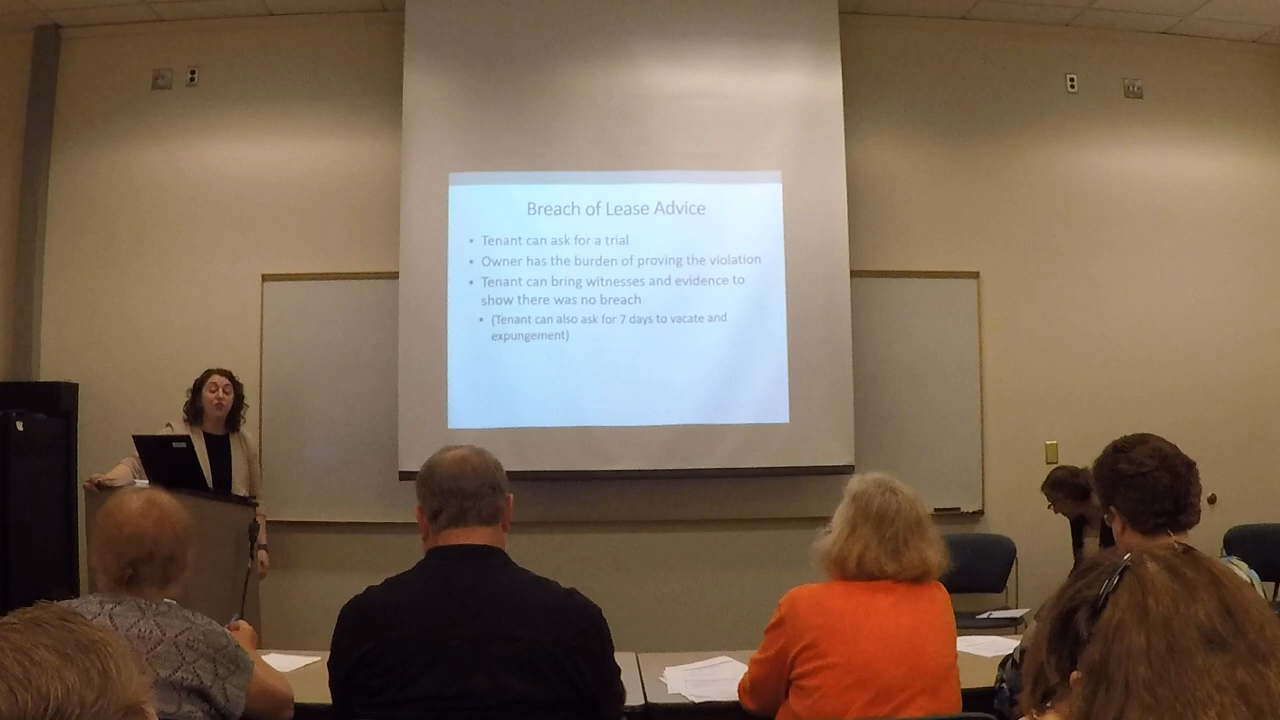 Breach of Lease Advice
• Tenant can ask for a trial
• Owner has the burden of proving the violation
• Tenant can bring witnesses and evidence to
show there was no breach
• (Tenant can also ask for 7 days to vacate and
expungement)